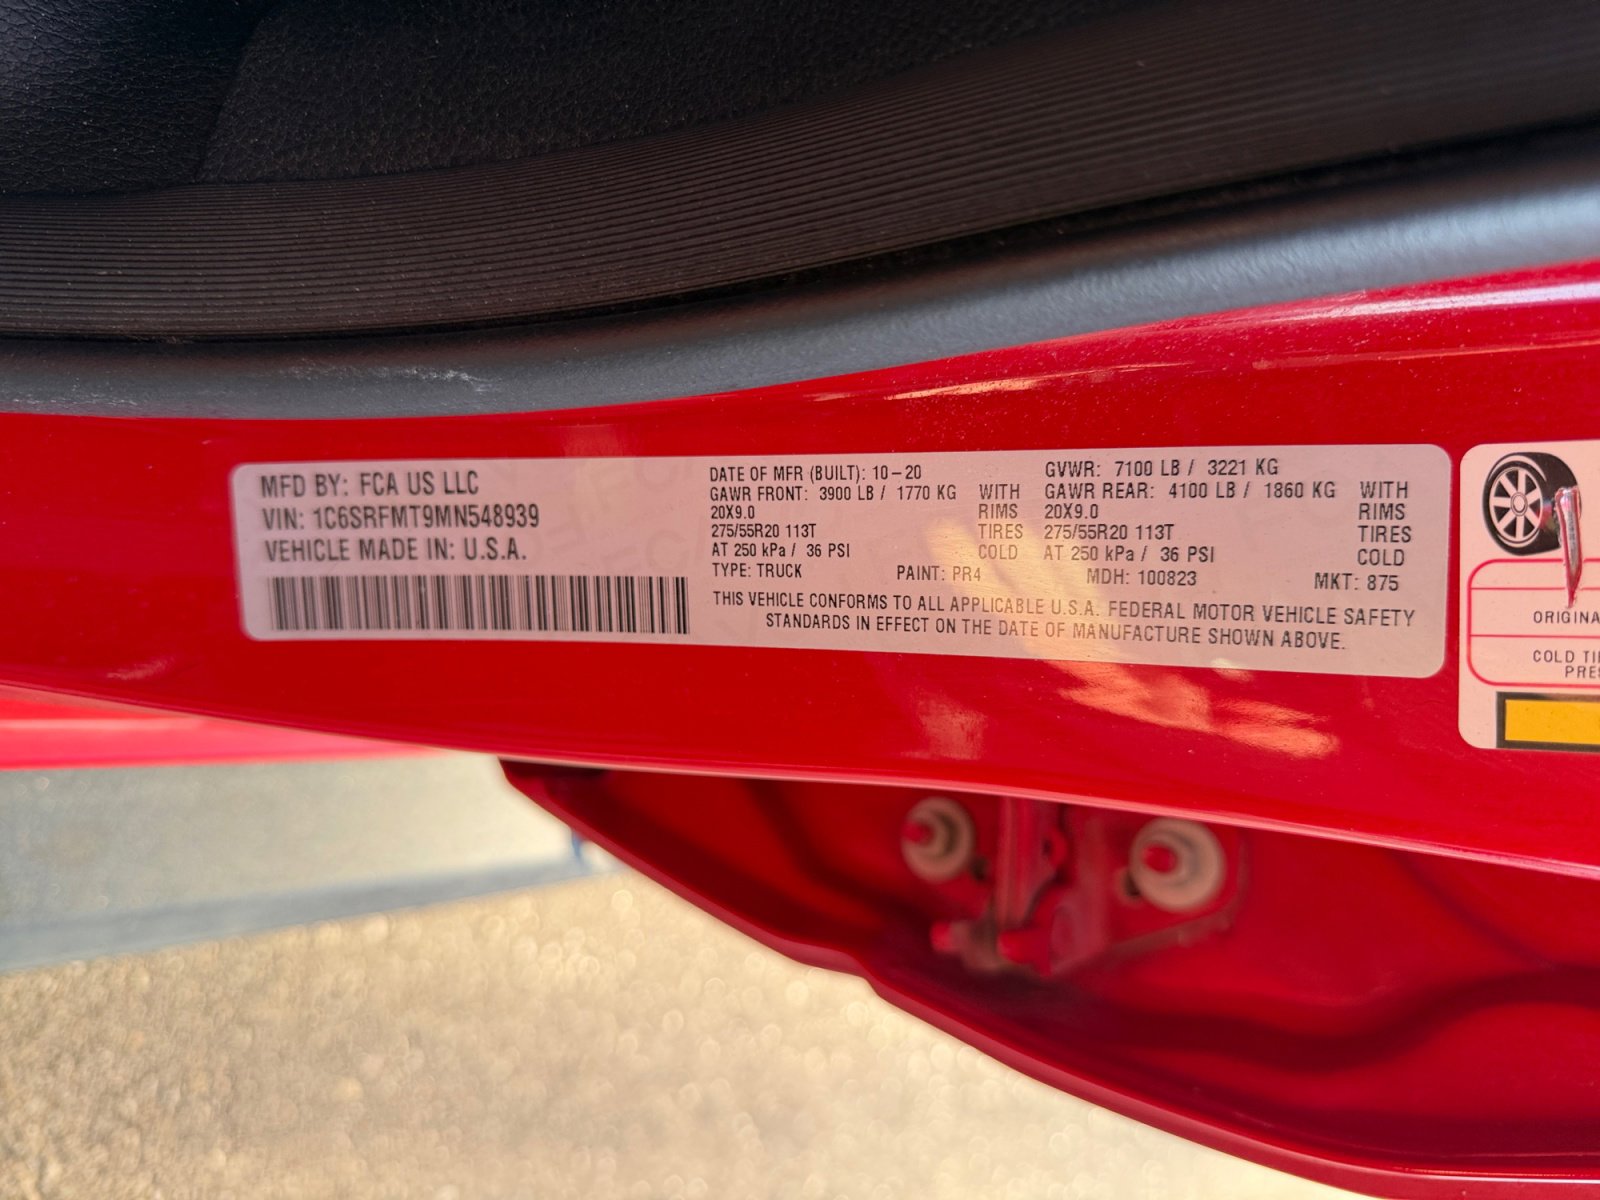 MFD BY: FCA US LLC
VIN: 1C6SRFMT9MN548939
VEHICLE MADE IN: U.S.A.
DATE OF MFR (BUILT): 10-20
GAWR FRONT: 3900 LB / 1770 KG WITH
20X9.0 RIMS
275/55R20 113T TIRES
AT 250 kPa / 36 PSI COLD
GVWR: 7100 LB / 3221 KG
GAWR REAR: 4100 LB / 1860 KG WITH
20X9.0 RIMS
275/55R20 113T TIRES
AT 250 kPa / 36 PSI COLD
TYPE: TRUCK PAINT: PR4 MDH: 100823 MKT: 875
THIS VEHICLE CONFORMS TO ALL APPLICABLE U.S.A. FEDERAL MOTOR VEHICLE SAFETY
STANDARDS IN EFFECT ON THE DATE OF MANUFACTURE SHOWN ABOVE.
ORIGINA
COLD TI
PRES